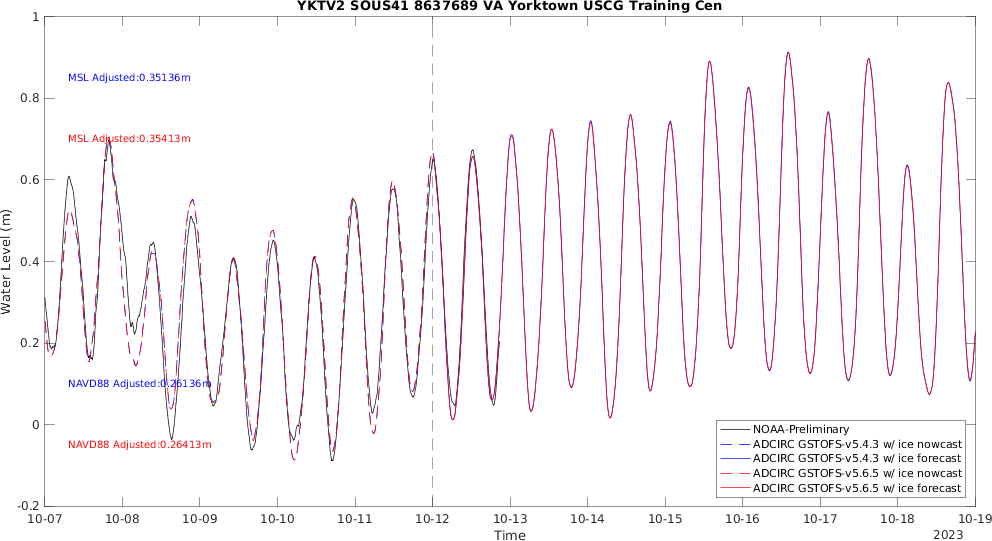 YKTV2 SOUS41 8637689 VA Yorktown USCG Training Cen
1
0.8
0.6
0.4
0.2
0
-0.2
Water Level (m)
MSL Adjusted:0.35136m
MSL Adjusted:0.35413m
NAVD88 Adjusted:0.26136m
NAVD88 Adjusted:0.26413m
NOAA-Preliminary
ADCIRC GSTOFS-v5.4.3 w/ ice nowcast
ADCIRC GSTOFS-v5.4.3 w/ ice forecast
ADCIRC GSTOFS-v5.6.5 w/ ice nowcast
ADCIRC GSTOFS-v5.6.5 w/ ice forecast
10-07 10-08 10-09 10-10 10-11 10-12 10-13 10-14 10-15 10-16 10-17 10-18 10-19
Time
2023